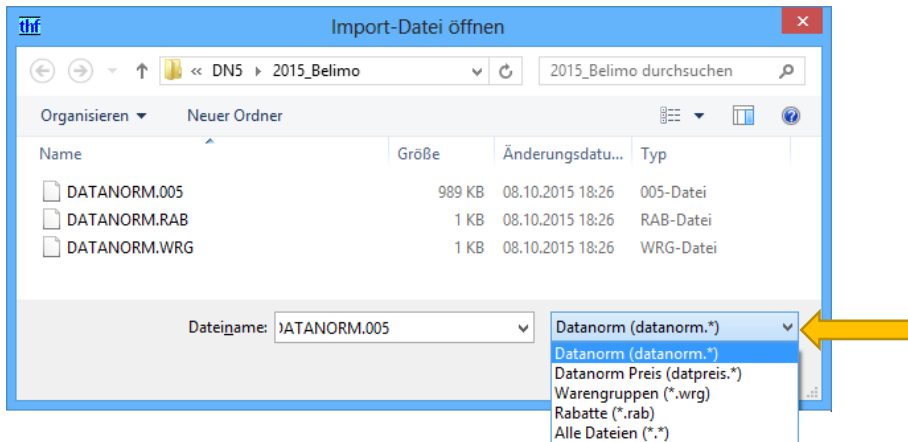 thf Import-Datei öffnen
« DN5 2015_Belimo 2015_Belimo durchsuchen
Organisieren Neuer Ordner
Name Größe Änderungsdatu... Typ
DATANORM.005 989 KB 08.10.2015 18:26 005-Datei
DATANORM.RAB 1 KB 08.10.2015 18:26 RAB-Datei
DATANORM.WRG 1 KB 08.10.2015 18:26 WRG-Datei
Dateiname: DATANORM.005 Datanorm (datanorm.*)
Datanorm (datanorm.*)
Datanorm Preis (datpreis.*)
Warengruppen (*.wrg)
Rabatte (*.rab)
Alle Dateien (*.*)